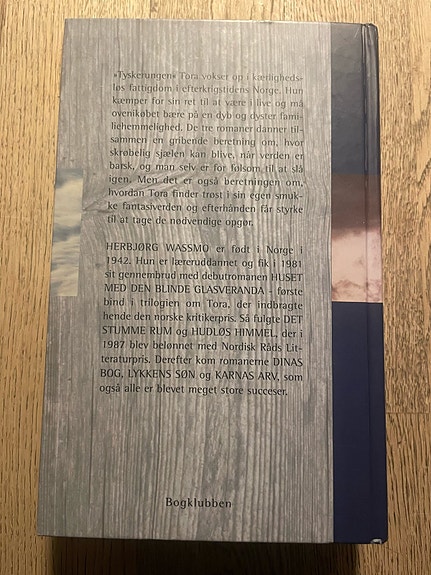 »Tyskerungen« Tora vokser op i kærligheds-
løs fattigdom i efterkrigstidens Norge. Hun
kæmper for sin ret til at være i live og må
ovenikøbet bære på en dyb og dyster fami-
liehemmelighed. De tre romaner danner til-
sammen en gribende beretning om, hvor
skrøbelig sjælen kan blive, når verden er
barsk, og man selv er for følsom til at slå
igen. Men det er også beretningen om,
hvordan Tora finder trøst i sin egen smuk-
ke fantasiverden og efterhånden får styrke
til at tage de nødvendige opgør.
HERBJØRG WASSMO er født i Norge i
1942. Hun er læreruddannet og fik i 1981
sit gennembrud med debutromanen HUSET
MED DEN BLINDE GLASVERANDA - første
bind i trilogien om Tora, der indbragte
hende den norske kritikerpris. Så fulgte DET
STUMME RUM og HUDLØS HIMMEL, der i
1987 blev belønnet med Nordisk Råds Lit-
teraturpris. Derefter kom romanerne DINAS
BOG, LYKKENS SØN og KARNAS ARV, som
også alle er blevet meget store succeser.
Bogklubben